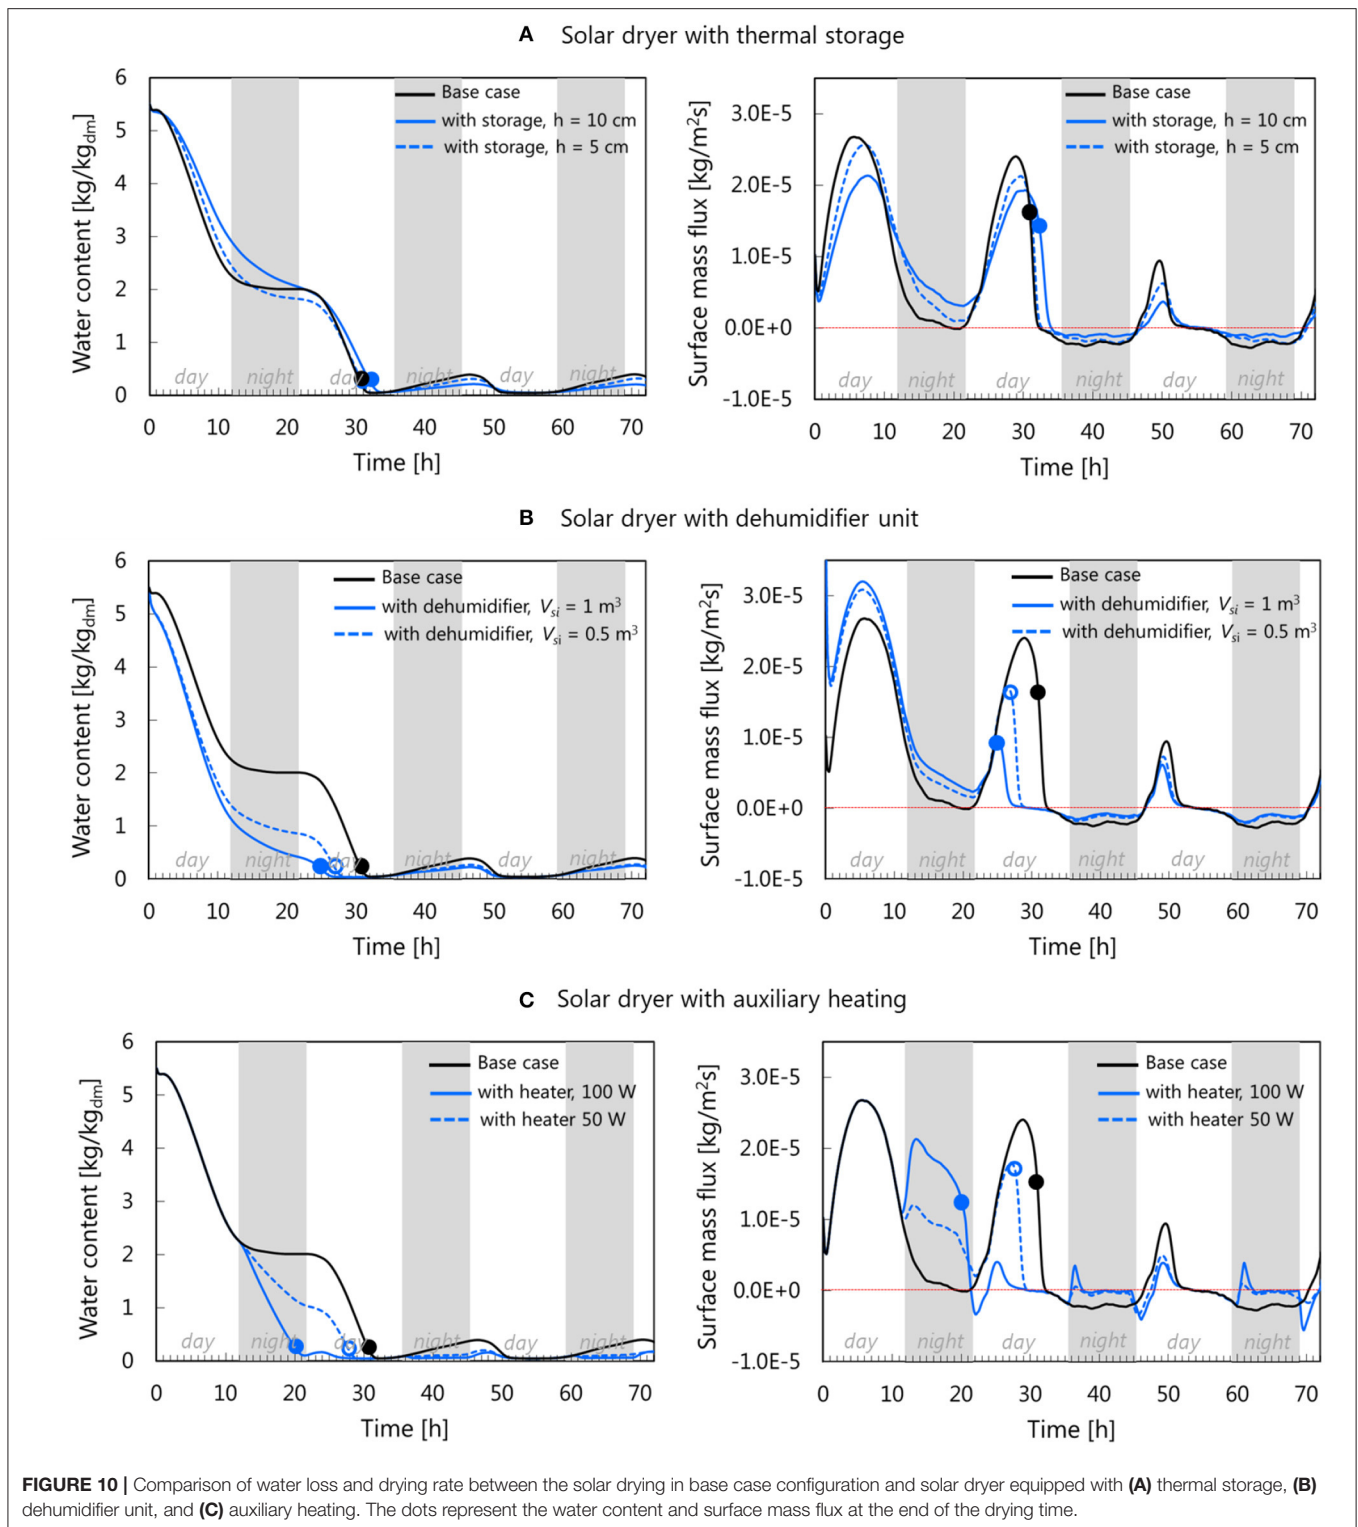 A Solar dryer with thermal storage
6
5
4
3
2
1
0
Water content [kg/kgdm]
Base case
with storage, h = 10 cm
with storage, h = 5 cm
day night day night day night
0 10 20 30 40 50 60 70
Time [h]
3.0E-5
2.0E-5
1.0E-5
0.0E+0
-1.0E-5
Surface mass flux [kg/m²s]
Base case
with storage, h = 10 cm
with storage, h = 5 cm
day night day night day night
0 10 20 30 40 50 60 70
Time [h]
B Solar dryer with dehumidifier unit
6
5
4
3
2
1
0
Water content [kg/kgdm]
Base case
with dehumidifier, Vsi = 1 m³
with dehumidifier, Vsi = 0.5 m³
day night day night day night
0 10 20 30 40 50 60 70
Time [h]
3.0E-5
2.0E-5
1.0E-5
0.0E+0
-1.0E-5
Surface mass flux [kg/m²s]
Base case
with dehumidifier, Vsi = 1 m³
with dehumidifier, Vsi = 0.5 m³
day night day night day night
0 10 20 30 40 50 60 70
Time [h]
C Solar dryer with auxiliary heating
6
5
4
3
2
1
0
Water content [kg/kgdm]
Base case
with heater, 100 W
with heater 50 W
day night day night day night
0 10 20 30 40 50 60 70
Time [h]
3.0E-5
2.0E-5
1.0E-5
0.0E+0
-1.0E-5
Surface mass flux [kg/m²s]
Base case
with heater, 100 W
with heater 50 W
day night day night day night
0 10 20 30 40 50 60 70
Time [h]
FIGURE 10 | Comparison of water loss and drying rate between the solar drying in base case configuration and solar dryer equipped with (A) thermal storage, (B)
dehumidifier unit, and (C) auxiliary heating. The dots represent the water content and surface mass flux at the end of the drying time.